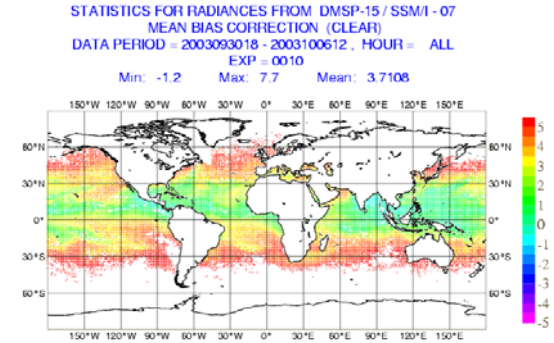 STATISTICS FOR RADIANCES FROM DMSP-15 / SSM/I - 07
MEAN BIAS CORRECTION (CLEAR)
DATA PERIOD = 2003093018 - 2003100612 , HOUR = ALL
EXP = 0010
Min: -1.2 Max: 7.7 Mean: 3.7108
150°W 120°W 90°W 60°W 30°W 0° 30°E 60°E 90°E 120°E 150°E
60°N
30°N
0°
30°S
60°S
150°W 120°W 90°W 60°W 30°W 0° 30°E 60°E 90°E 120°E 150°E
5
4
3
2
1
0
-1
-2
-3
-4
-5